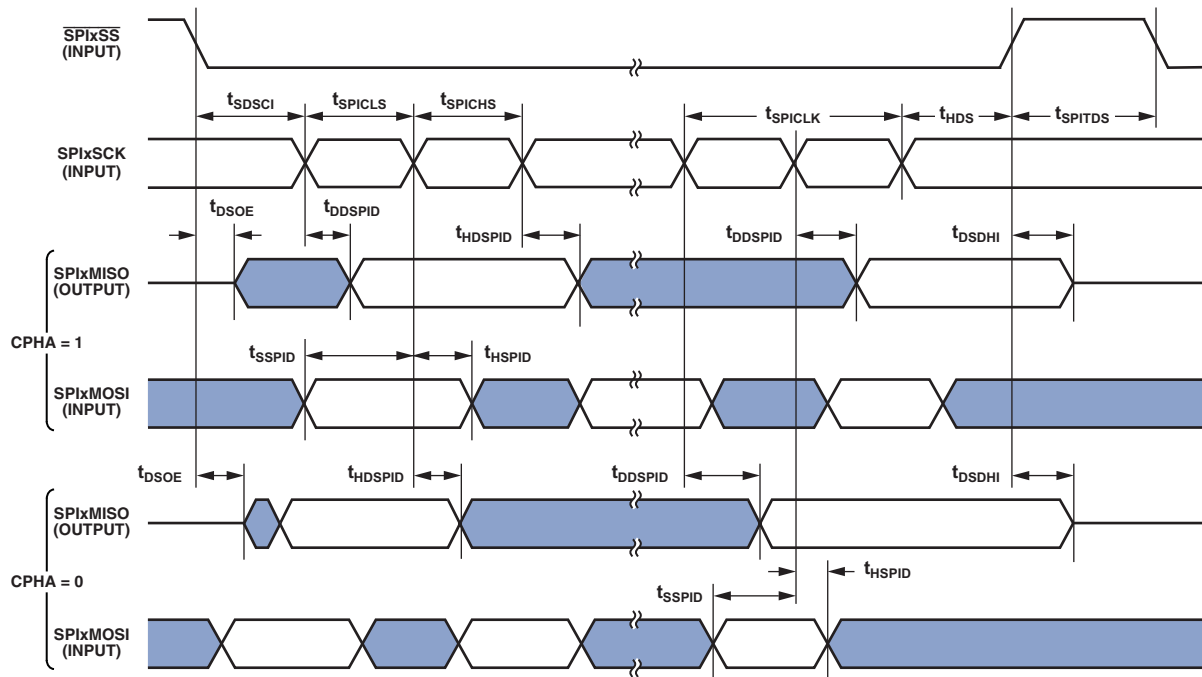 SPIxSS
(INPUT)
tSDSCI tSPICLS tSPICHS tSPICLK tHDS tSPITDS
SPIxSCK
(INPUT)
tDSOE tDDSPID tHDSPID tDDSPID tDSDHI
SPIxMISO
(OUTPUT)
CPHA = 1
tSSPID tHSPID
SPIxMOSI
(INPUT)
tDSOE tHDSPID tDDSPID tDSDHI
SPIxMISO
(OUTPUT)
CPHA = 0
tHSPID
tSSPID
SPIxMOSI
(INPUT)